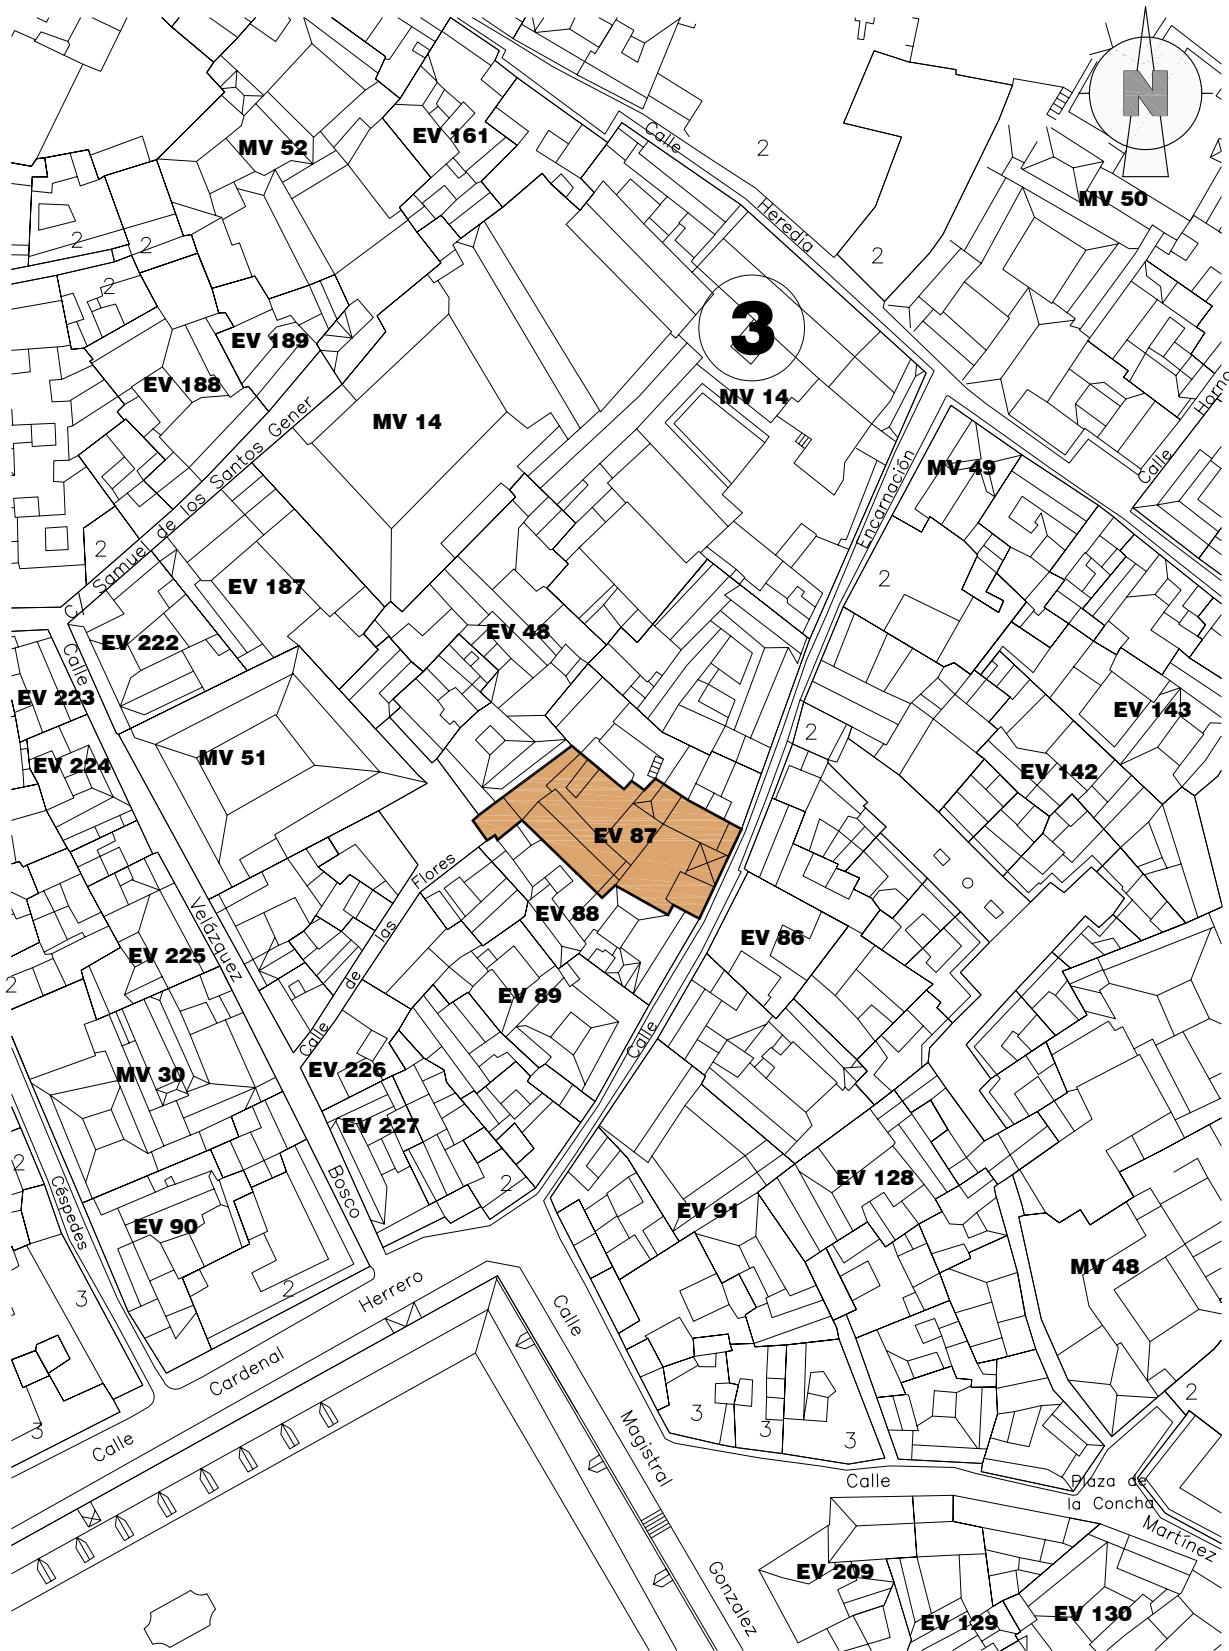 N
EV 161
MV 52
Calle
Heredia
2
MV 50
2
2
2
2
2
3
EV 189
EV 188
MV 14
MV 14
Horno
Calle
MV 49
Encarnación
C/ Samuel de los Santos Gener
2
EV 187
2
EV 222
EV 48
Calle
EV 223
EV 143
2
MV 51
EV 224
EV 142
EV 87
Flores
las
de
Calle
EV 88
EV 86
Velázquez
EV 225
2
EV 89
Calle
MV 30
EV 226
EV 227
2
Céspedes
Bosco
2
EV 128
EV 91
EV 90
MV 48
3
2
Herrero
Cardenal
Calle
Calle
Magistral
Gonzalez
3
3
3
3
2
Calle
Plaza de
la Concha
Martínez
EV 209
EV 129
EV 130